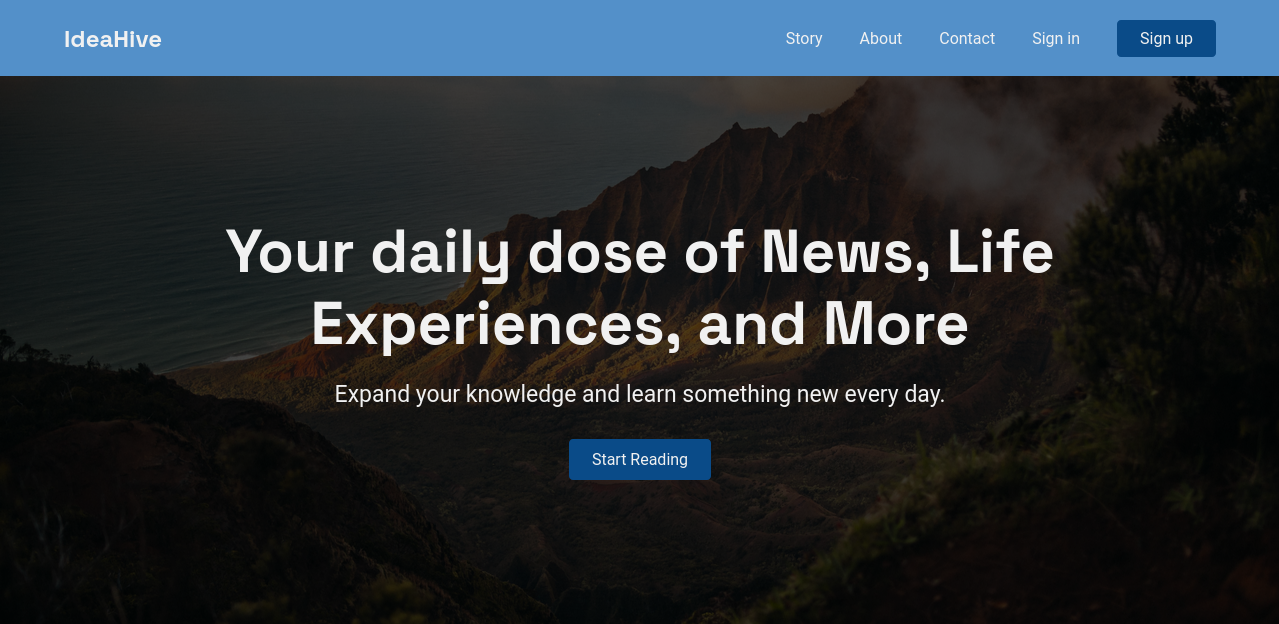 IdeaHive
Story
About
Contact
Sign in
Sign up
Your daily dose of News, Life
Experiences, and More
Expand your knowledge and learn something new every day.
Start Reading